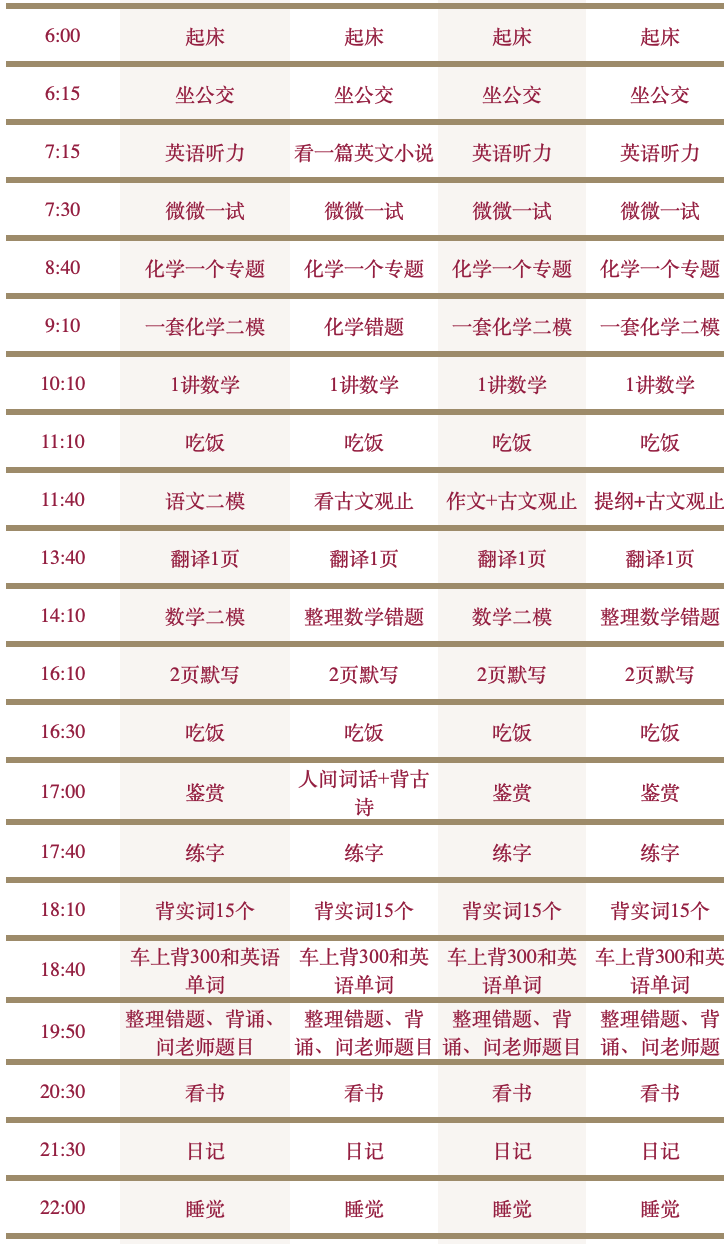 6:00 起床 起床 起床 起床
6:15 坐公交 坐公交 坐公交 坐公交
7:15 英语听力 看一篇英文小说 英语听力 英语听力
7:30 微微一试 微微一试 微微一试 微微一试
8:40 化学一个专题 化学一个专题 化学一个专题 化学一个专题
9:10 一套化学二模 化学错题 一套化学二模 一套化学二模
10:10 1讲数学 1讲数学 1讲数学 1讲数学
11:10 吃饭 吃饭 吃饭 吃饭
11:40 语文二模 看古文观止 作文+古文观止 提纲+古文观止
13:40 翻译1页 翻译1页 翻译1页 翻译1页
14:10 数学二模 整理数学错题 数学二模 整理数学错题
16:10 2页默写 2页默写 2页默写 2页默写
16:30 吃饭 吃饭 吃饭 吃饭
17:00 鉴赏 人间词话+背古 鉴赏 鉴赏
诗
17:40 练字 练字 练字 练字
18:10 背实词15个 背实词15个 背实词15个 背实词15个
18:40 车上背300和英语 车上背300和英 车上背300和英 车上背300和英
单词 语单词 语单词 语单词
19:50 整理错题、背诵、 整理错题、背 整理错题、背 整理错题、背
问老师题目 诵、问老师题目 诵、问老师题目 诵、问老师题
20:30 看书 看书 看书 看书
21:30 日记 日记 日记 日记
22:00 睡觉 睡觉 睡觉 睡觉